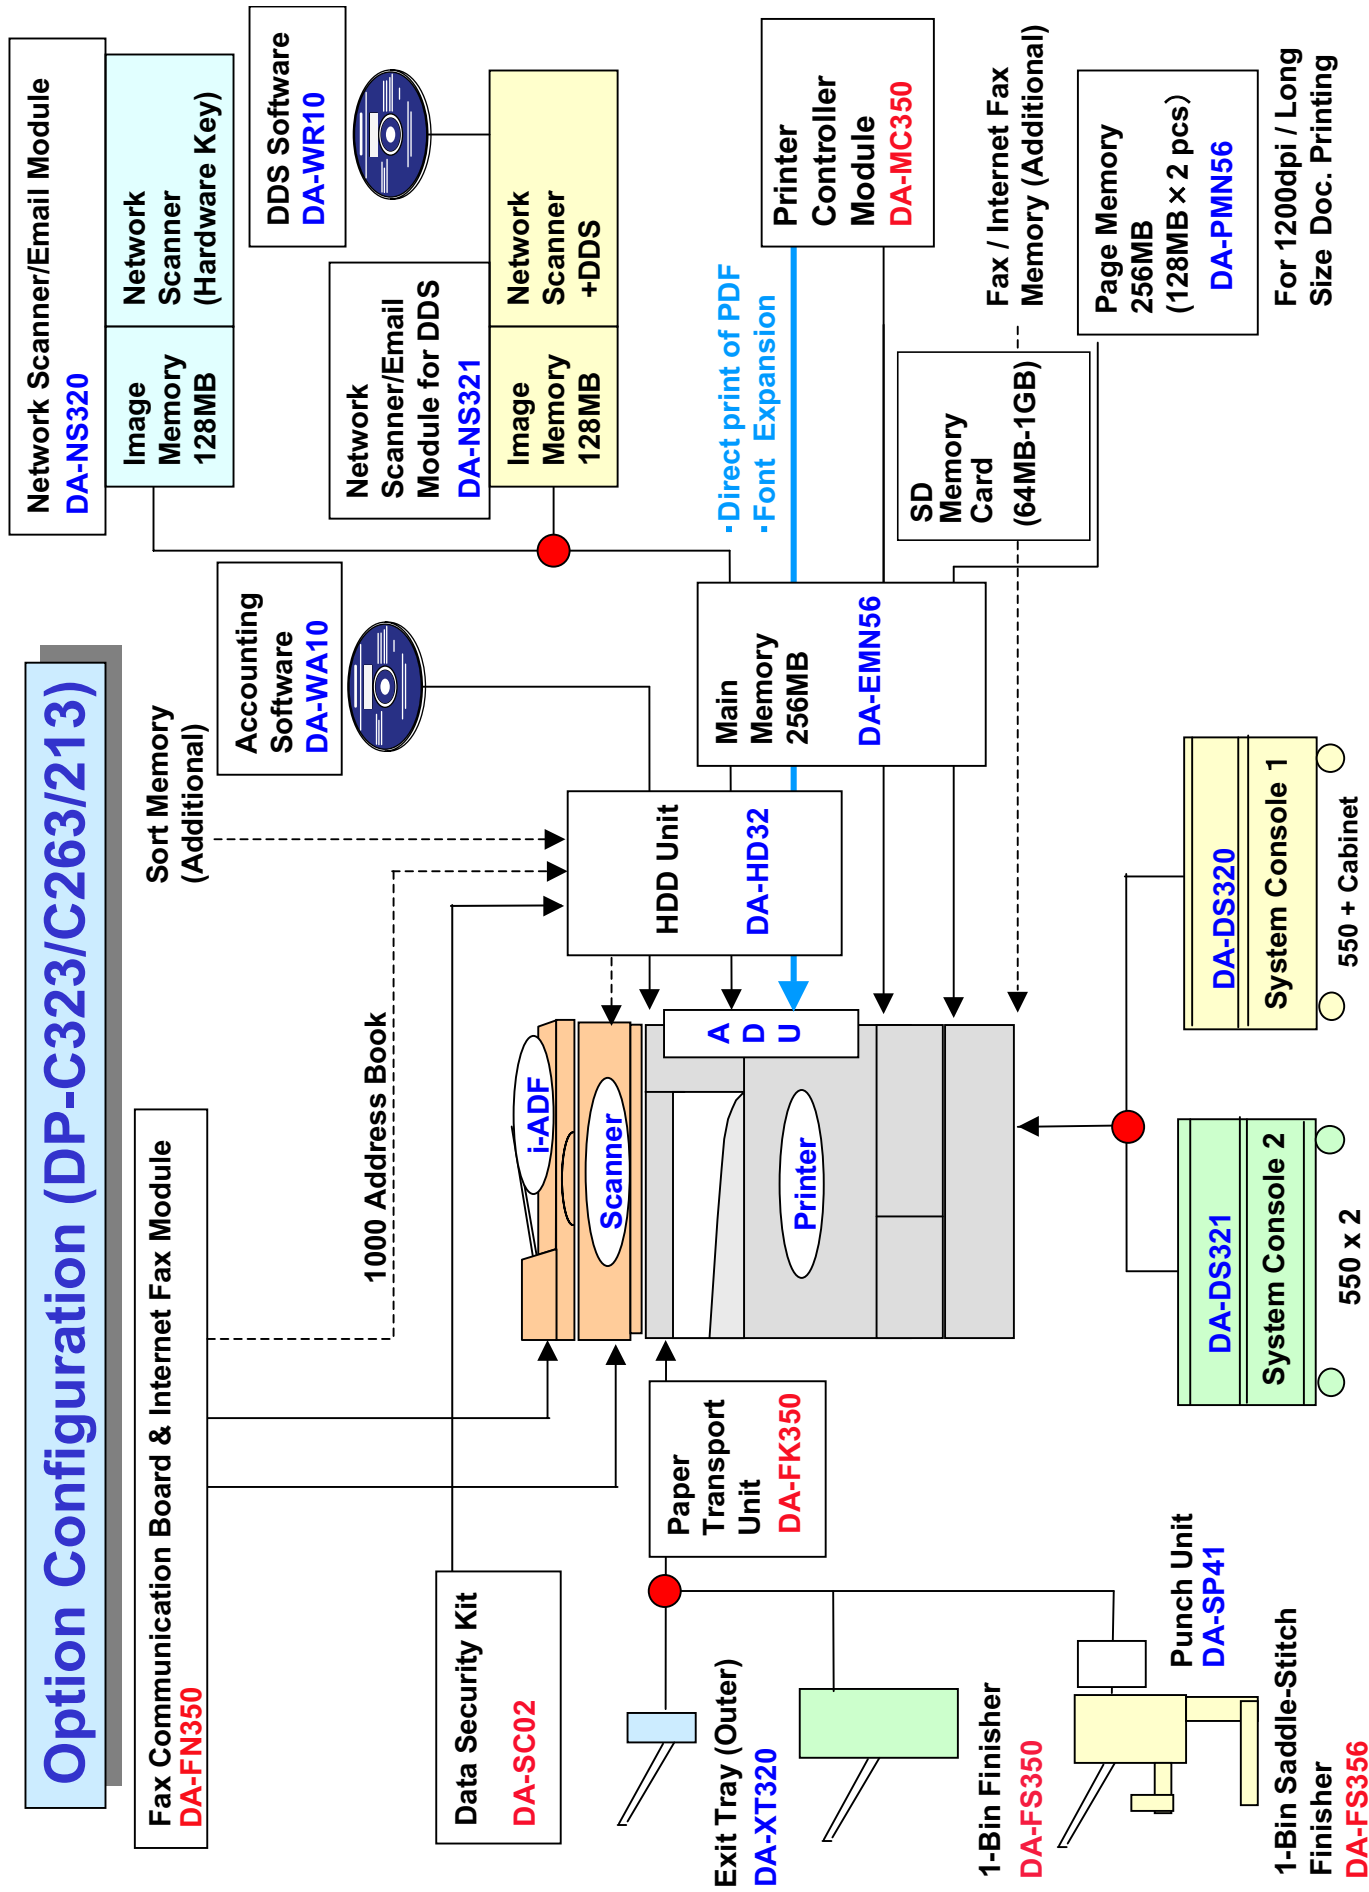 Option Configuration (DP-C323/C263/213)
Fax Communication Board & Internet Fax Module
DA-FN350
Sort Memory
(Additional)
Accounting
Software
DA-WA10
Network Scanner/Email Module
DA-NS320
Image
Memory
128MB
Network
Scanner
(Hardware Key)
DDS Software
DA-WR10
Network
Scanner/Email
Module for DDS
DA-NS321
Image
Memory
128MB
Network
Scanner
+DDS
1000 Address Book
Data Security Kit
DA-SC02
i-ADF
Scanner
Printer
A
D
U
HDD Unit
DA-HD32
Main
Memory
256MB
DA-EMN56
・Direct print of PDF
・Font Expansion
Printer
Controller
Module
DA-MC350
SD
Memory
Card
(64MB-1GB)
Fax / Internet Fax
Memory (Additional)
Page Memory
256MB
(128MB × 2 pcs)
DA-PMN56
For 1200dpi / Long
Size Doc. Printing
Paper
Transport
Unit
DA-FK350
Exit Tray (Outer)
DA-XT320
1-Bin Finisher
DA-FS350
Punch Unit
DA-SP41
1-Bin Saddle-Stitch
Finisher
DA-FS356
DA-DS321
System Console 2
550 x 2
DA-DS320
System Console 1
550 + Cabinet